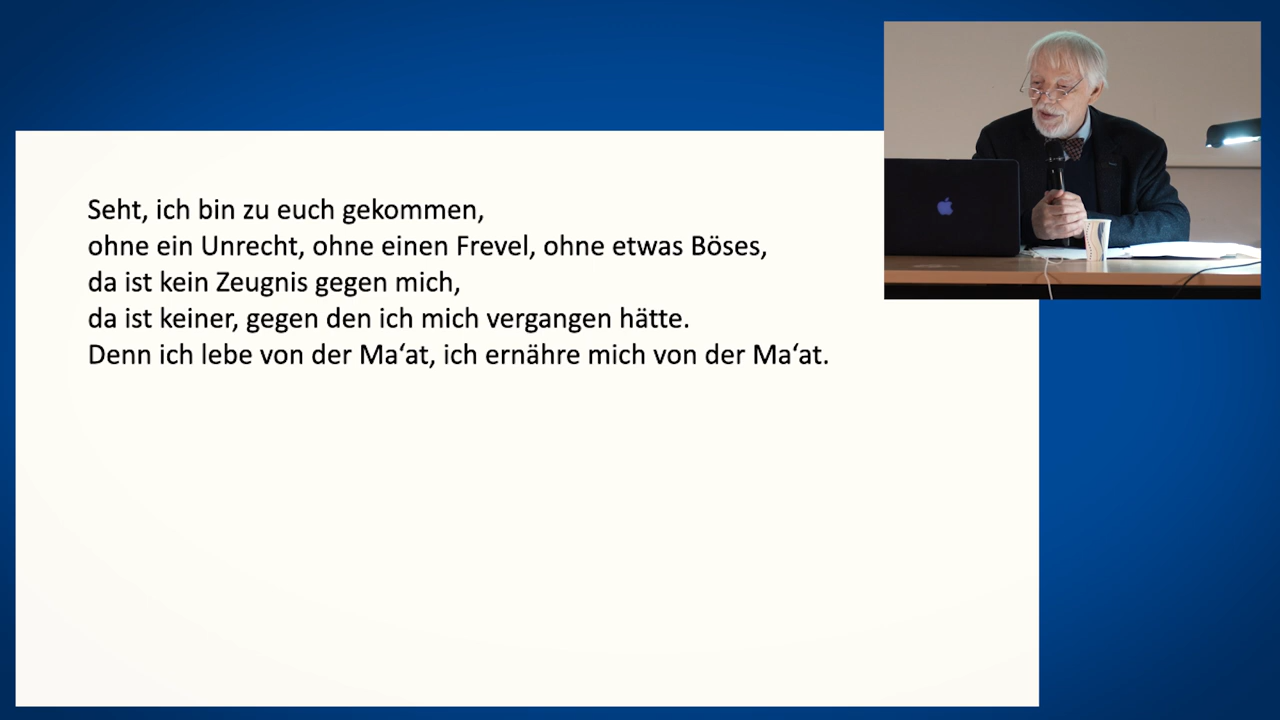 Seht, ich bin zu euch gekommen,
ohne ein Unrecht, ohne einen Frevel, ohne etwas Böses,
da ist kein Zeugnis gegen mich,
da ist keiner, gegen den ich mich vergangen hätte.
Denn ich lebe von der Ma‘at, ich ernähre mich von der Ma‘at.